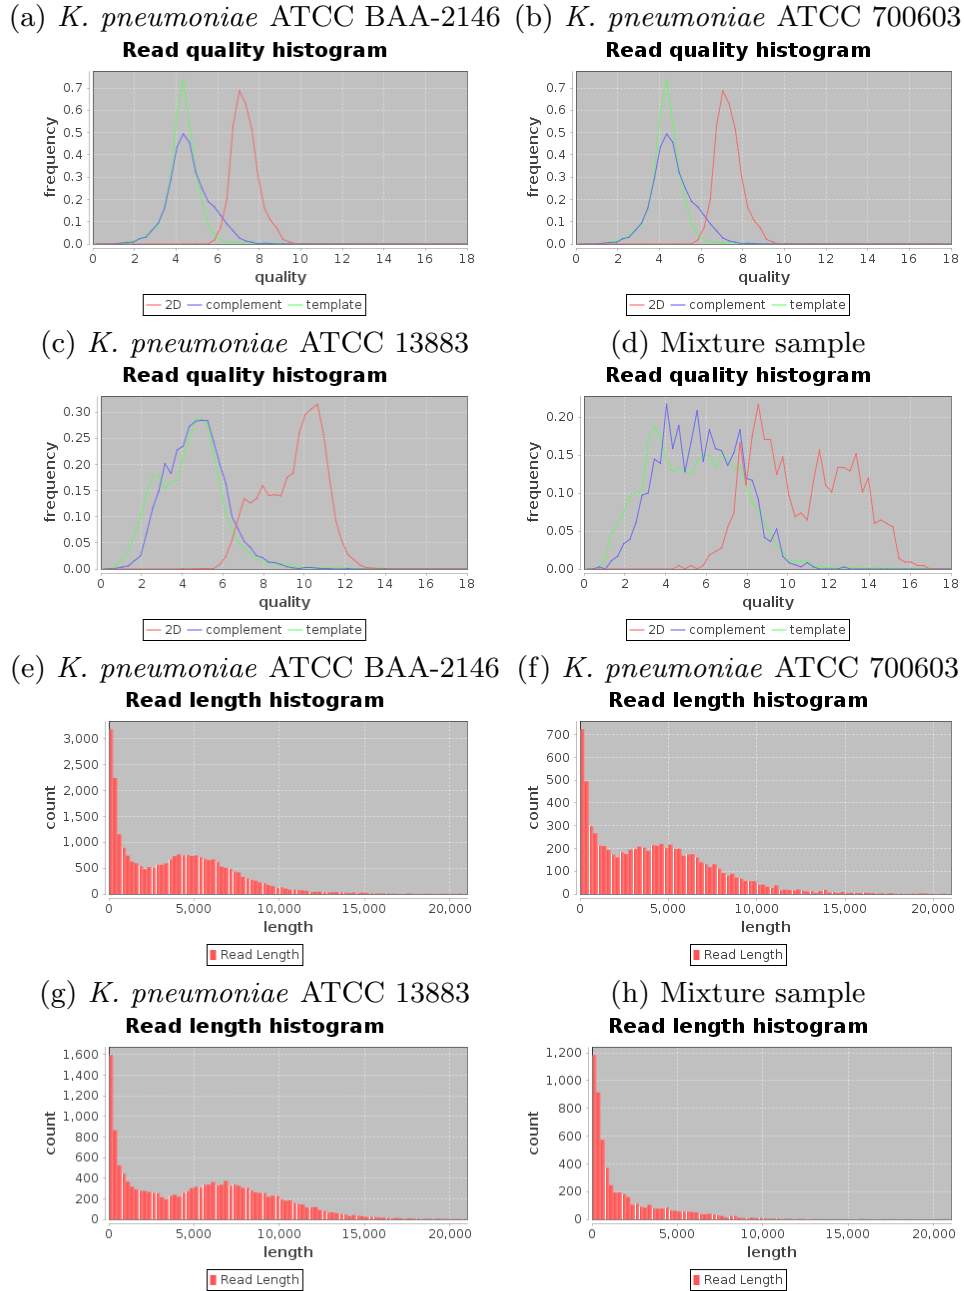 (a) K. pneumoniae ATCC BAA-2146 (b) K. pneumoniae ATCC 700603
Read quality histogram
0.7
0.6
0.5
0.4
0.3
0.2
0.1
0.0
frequency
0 2 4 6 8 10 12 14 16 18
quality
2D complement template
Read quality histogram
0.7
0.6
0.5
0.4
0.3
0.2
0.1
0.0
frequency
0 2 4 6 8 10 12 14 16 18
quality
2D complement template
(c) K. pneumoniae ATCC 13883 (d) Mixture sample
Read quality histogram
0.30
0.25
0.20
0.15
0.10
0.05
0.00
frequency
0 2 4 6 8 10 12 14 16 18
quality
2D complement template
Read quality histogram
0.20
0.15
0.10
0.05
0.00
frequency
0 2 4 6 8 10 12 14 16 18
quality
2D complement template
(e) K. pneumoniae ATCC BAA-2146 (f) K. pneumoniae ATCC 700603
Read length histogram
3,000
2,500
2,000
1,500
1,000
500
0
count
0 5,000 10,000 15,000 20,000
length
Read Length
Read length histogram
700
600
500
400
300
200
100
0
count
0 5,000 10,000 15,000 20,000
length
Read Length
(g) K. pneumoniae ATCC 13883 (h) Mixture sample
Read length histogram
1,600
1,400
1,200
1,000
800
600
400
200
0
count
0 5,000 10,000 15,000 20,000
length
Read Length
Read length histogram
1,200
1,000
800
600
400
200
0
count
0 5,000 10,000 15,000 20,000
length
Read Length